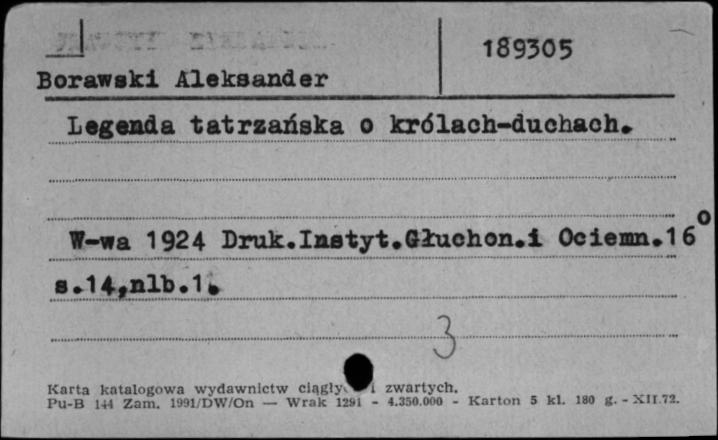 189305
Borawski Aleksander
Legenda tatrzańska o królach-duchach.
W-wa 1924 Druk.Instyt.Głuchon.i Ociemn.16°
s.14,nlb.1.
3
Karta katalogowa wydawnictw ciągły i zwartych.
Pu-B 144 Zam. 1991/DW/On — Wrak 1291 - 4.350.000 - Karton 5 kl. 180 g. - XII.72.